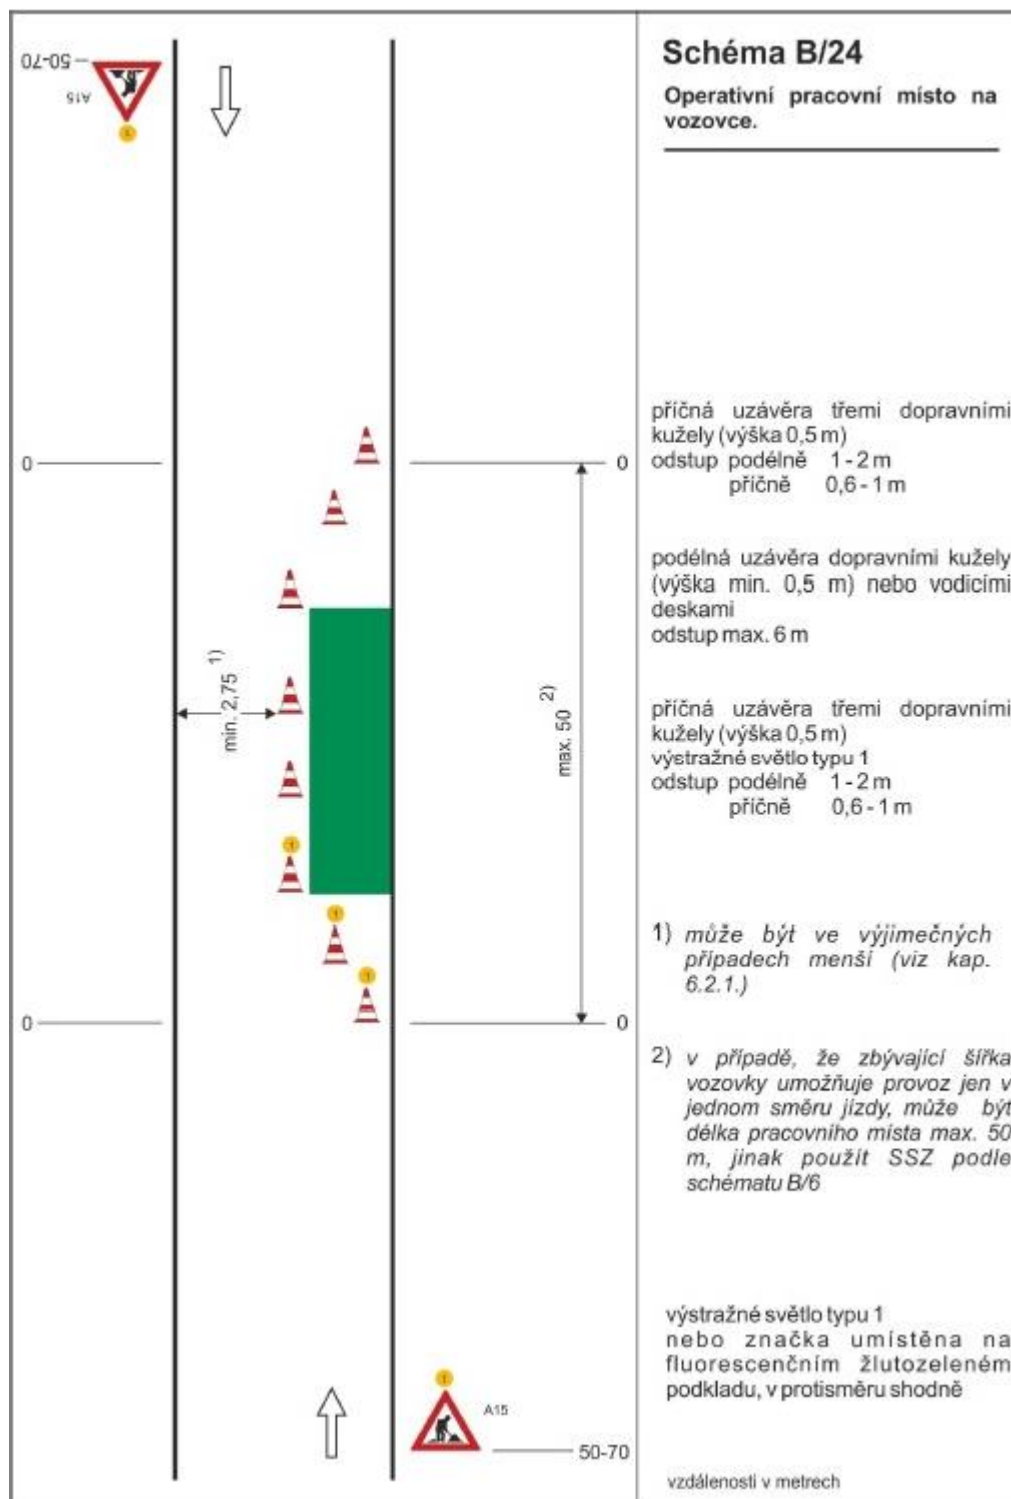 Schéma B/24
Operativní pracovní místo na
vozovce.
50-70
A15
1
příčná uzávěra třemi dopravními
kužely (výška 0,5 m)
odstup podélně 1 - 2 m
příčně 0,6 - 1 m
0
0
podélná uzávěra dopravními kužely
(výška min. 0,5 m) nebo vodicími
deskami
odstup max. 6 m
min. 2,75 1)
max. 50 2)
příčná uzávěra třemi dopravními
kužely (výška 0,5 m)
výstražné světlo typu 1
odstup podélně 1 - 2 m
příčně 0,6 - 1 m
1
1
1
0
0
1) může být ve výjimečných
případech menší (viz kap.
6.2.1.)
2) v případě, že zbývající šířka
vozovky umožňuje provoz jen v
jednom směru jízdy, může být
délka pracovního místa max. 50
m, jinak použít SSZ podle
schématu B/6
výstražné světlo typu 1
nebo značka umístěna na
fluorescenčním žlutozeleném
podkladu, v protisměru shodně
1
A15
50-70
vzdálenosti v metrech